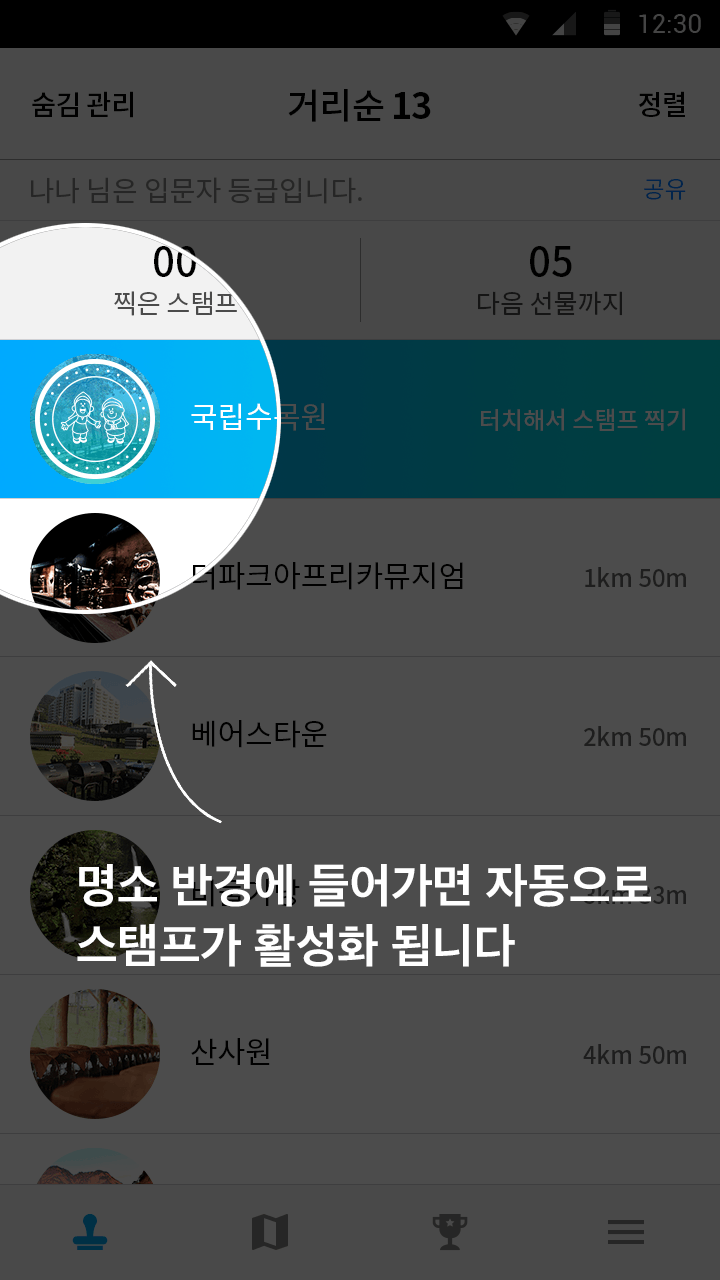 12:30
숨김 관리
거리순 13
정렬
나나 님은 입문자 등급입니다.
공유
00
찍은 스탬프
05
다음 선물까지
국립수목원
터치해서 스탬프 찍기
더파크아프리카뮤지엄
1km 50m
베어스타운
2km 50m
명소 반경에 들어가면 자동으로
스탬프가 활성화 됩니다
산사원
4km 50m